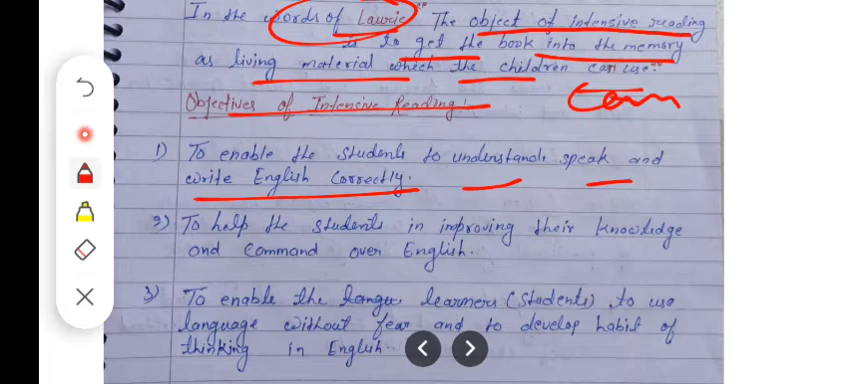 In the words of Lawrie "The object of intensive reading
is to get the book into the memory
as living material which the children can use."
Objectives of Intensive Reading:
1) To enable the students to understand, speak and
write English Correctly.
2) To help the students in improving their knowledge
and command over English.
3) To enable the langu. learners (students) to use
language without fear and to develop habit of
thinking in English.